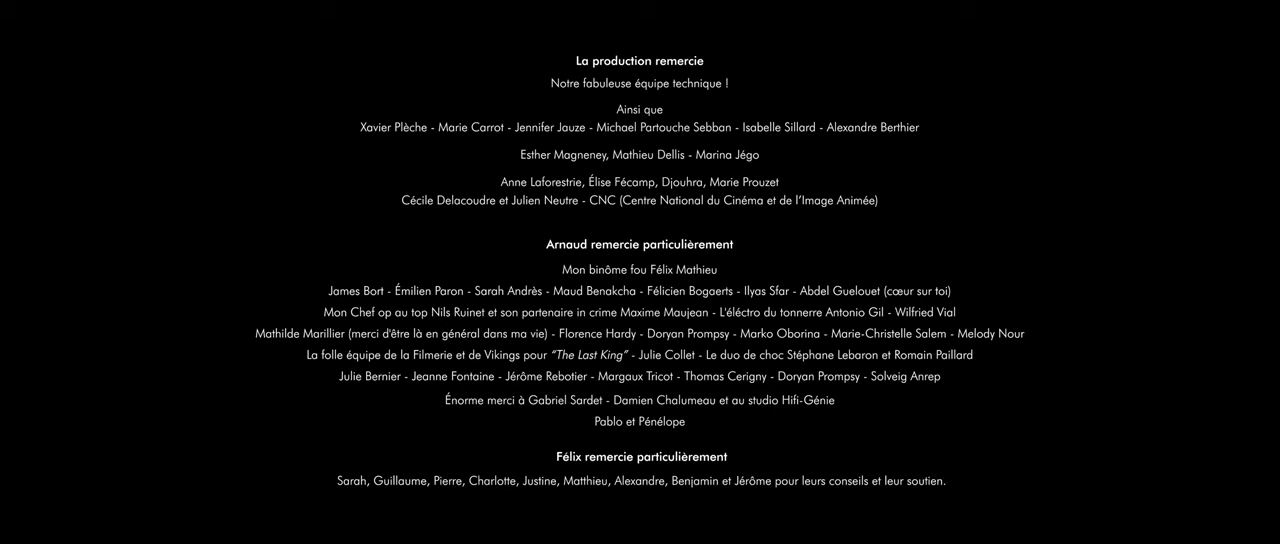 La production remercie
Notre fabuleuse équipe technique !
Ainsi que
Xavier Plèche - Marie Carrot - Jennifer Jauze - Michael Partouche Sebban - Isabelle Sillard - Alexandre Berthier
Esther Magneney, Mathieu Dellis - Marina Jégo
Anne Laforestrie, Élise Fécamp, Djouhra, Marie Prouzet
Cécile Delacoudre et Julien Neutre - CNC (Centre National du Cinéma et de l’Image Animée)
Arnaud remercie particulièrement
Mon binôme fou Félix Mathieu
James Bort - Émilien Paron - Sarah Andrès - Maud Benakcha - Félicien Bogaerts - Ilyas Sfar - Abdel Guelouet (cœur sur toi)
Mon Chef op au top Nils Ruinet et son partenaire in crime Maxime Maujean - L'éléctro du tonnerre Antonio Gil - Wilfried Vial
Mathilde Marillier (merci d'être là en général dans ma vie) - Florence Hardy - Doryan Prompsy - Marko Oborina - Marie-Christelle Salem - Melody Nour
La folle équipe de la Filmerie et de Vikings pour “The Last King” - Julie Collet - Le duo de choc Stéphane Lebaron et Romain Paillard
Julie Bernier - Jeanne Fontaine - Jérôme Rebotier - Margaux Tricot - Thomas Cerigny - Doryan Prompsy - Solveig Anrep
Énorme merci à Gabriel Sardet - Damien Chalumeau et au studio Hifi-Génie
Pablo et Pénélope
Félix remercie particulièrement
Sarah, Guillaume, Pierre, Charlotte, Justine, Matthieu, Alexandre, Benjamin et Jérôme pour leurs conseils et leur soutien.